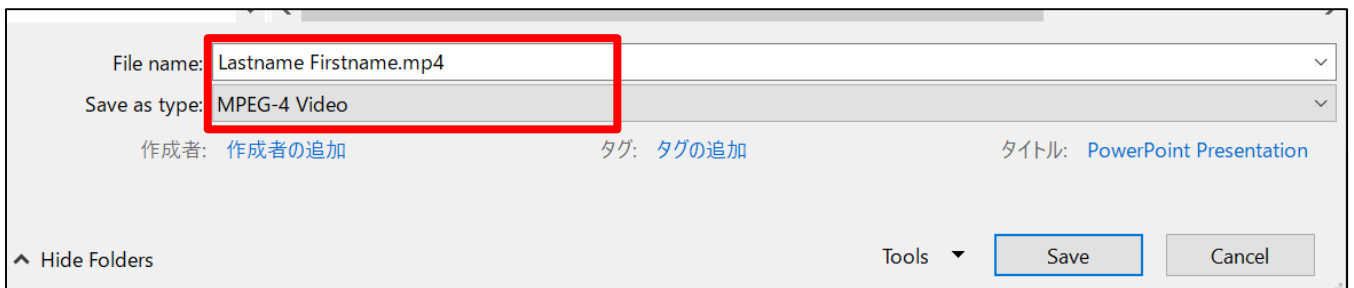 File name: Lastname Firstname.mp4
Save as type: MPEG-4 Video
作成者: 作成者の追加 タグ: タグの追加 タイトル: PowerPoint Presentation
Hide Folders Tools Save Cancel